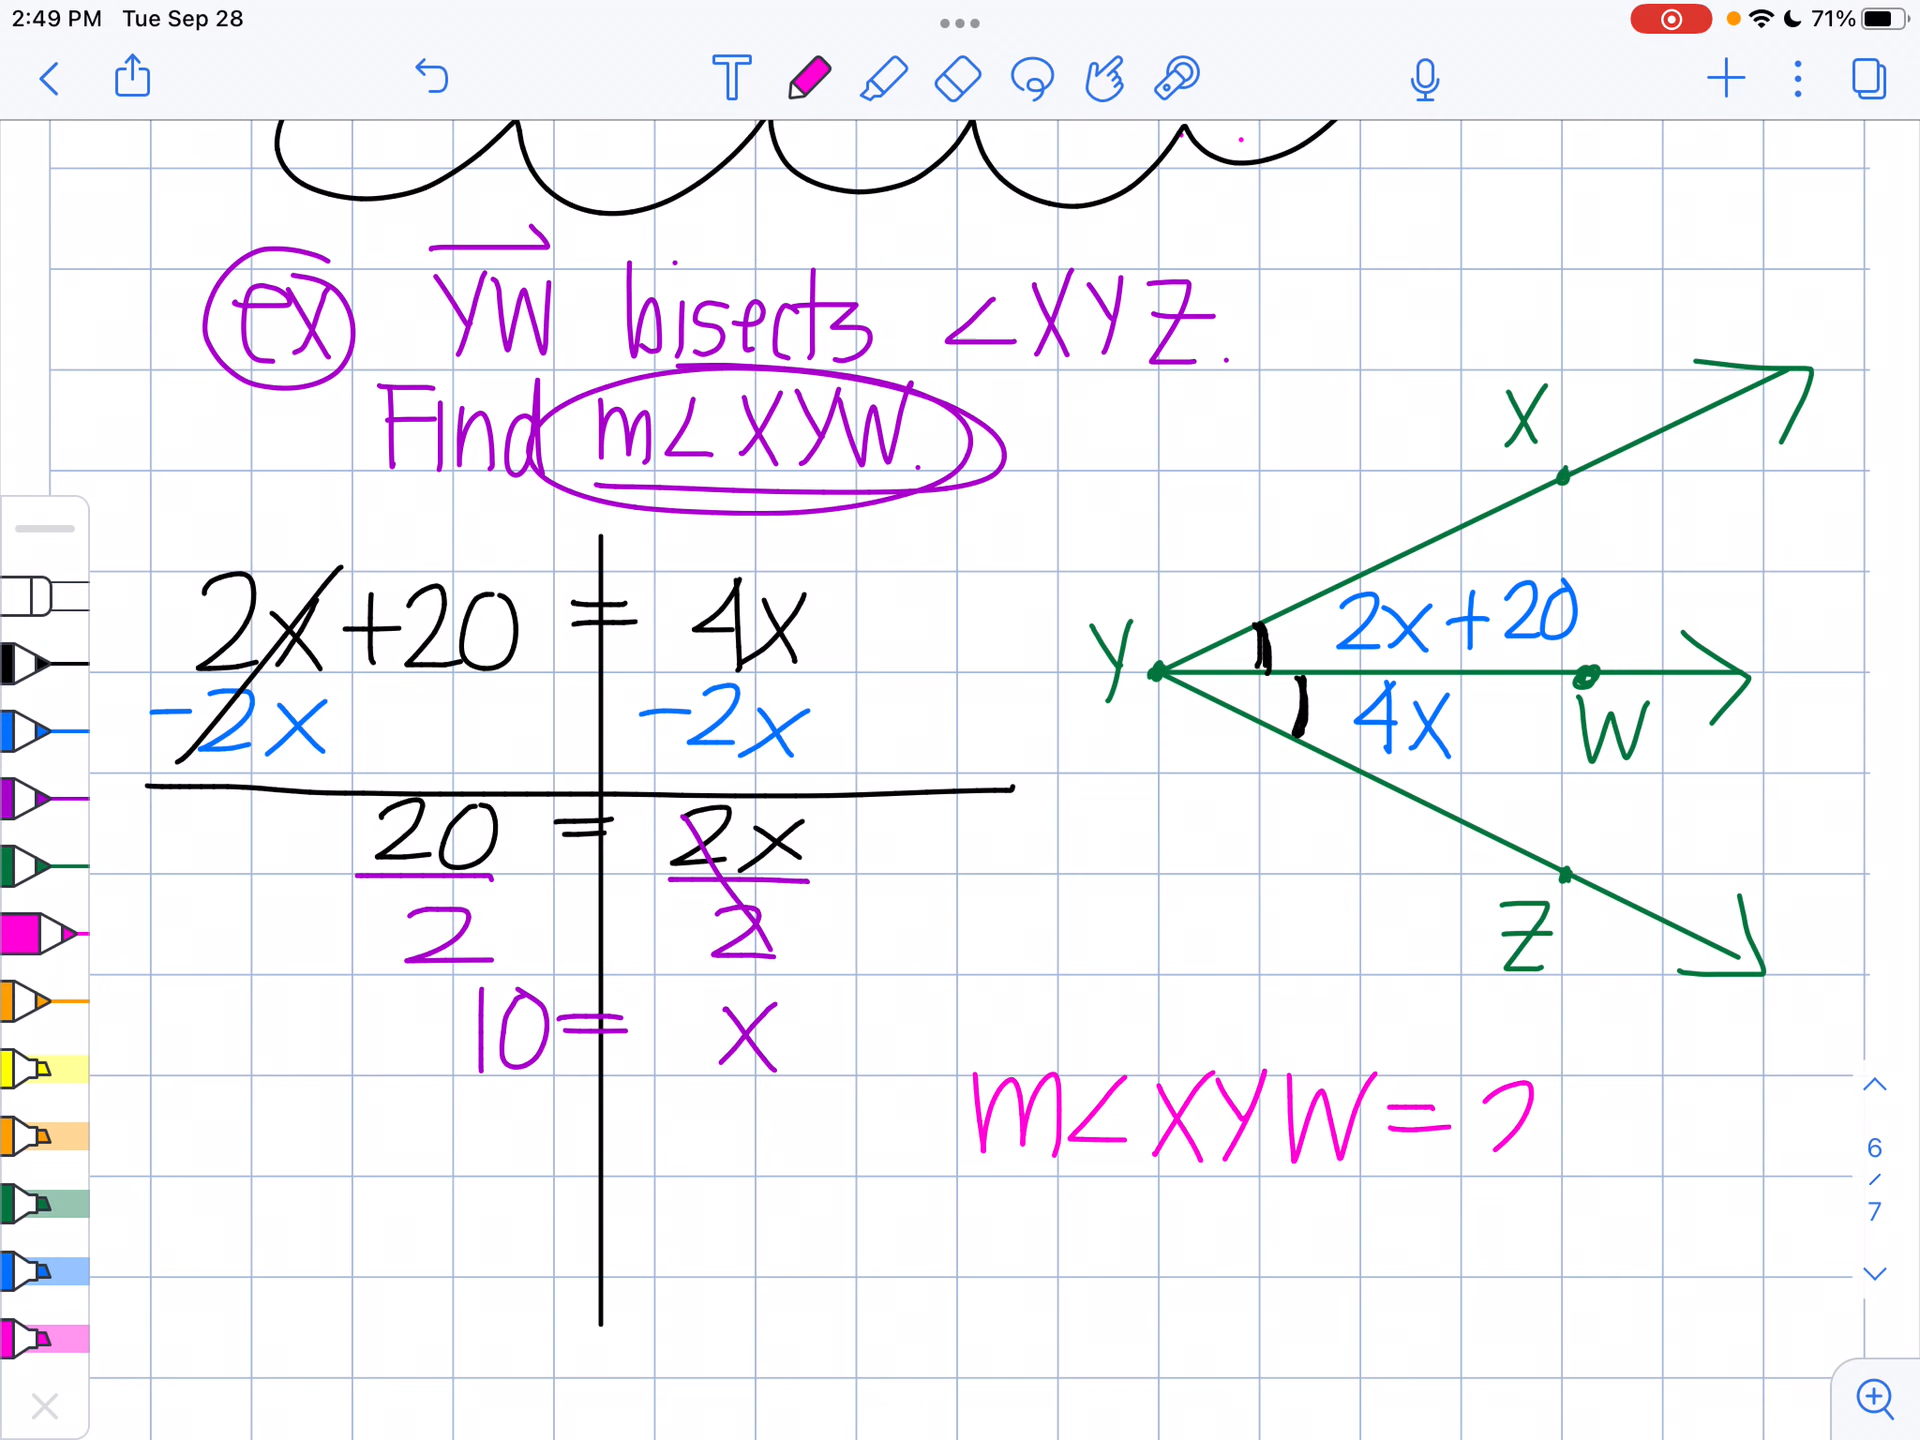 2:49 PM Tue Sep 28
71%
ex YW bisects <XYZ.
Find m<XYW.
2x+20 = 4x
-2x -2x
20 = 2x
2 2
10 = x
X
Y
2x+20
4x
W
Z
m<XYW = 2
6
/
7